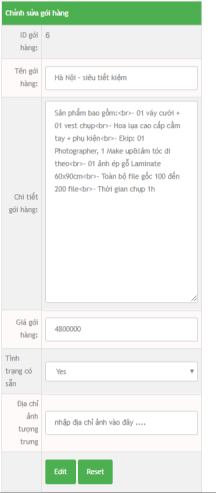 Chỉnh sửa gói hàng
ID gói
hàng:
6
Tên gói
hàng:
Hà Nội - siêu tiết kiệm
Chi tiết
gói hàng:
Sản phẩm bao gồm:<br>- 01 váy cưới +
01 vest chụp<br>- Hoa lụa cao cấp cầm
tay + phụ kiện<br>- Ekip: 01
Photographer, 1 Make up&làm tóc đi
theo<br>- 01 ảnh ép gỗ Laminate
60x90cm<br>- Toàn bộ file gốc 100 đến
200 file<br>- Thời gian chụp 1h
Giá gói
hàng:
4800000
Tình
trạng có
sẵn
Yes
Địa chỉ
ảnh
tượng
trưng
nhập địa chỉ ảnh vào đây ....
Edit
Reset